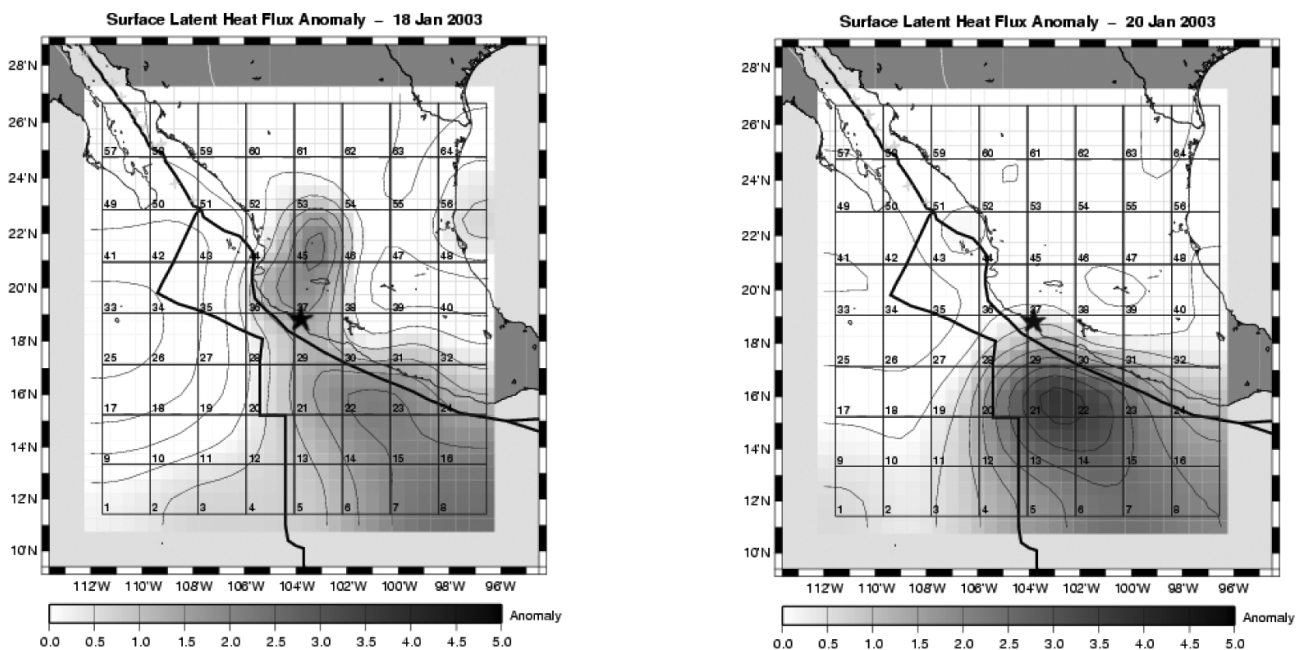 Surface Latent Heat Flux Anomaly – 18 Jan 2003
28°N
26°N
57 58 59 60 61 62 63 64
24°N
49 50 51 52 53 54 55 56
22°N
41 42 43 44 45 46 47 48
20°N
33 34 35 36 37 38 39 40
18°N
25 26 27 28 29 30 31 32
16°N
17 18 19 20 21 22 23 24
14°N
9 10 11 12 13 14 15 16
12°N
1 2 3 4 5 6 7 8
10°N
112°W 110°W 108°W 106°W 104°W 102°W 100°W 98°W 96°W
Anomaly
0.0 0.5 1.0 1.5 2.0 2.5 3.0 3.5 4.0 4.5 5.0
Surface Latent Heat Flux Anomaly – 20 Jan 2003
28°N
26°N
57 58 59 60 61 62 63 64
24°N
49 50 51 52 53 54 55 56
22°N
41 42 43 44 45 46 47 48
20°N
33 34 35 36 37 38 39 40
18°N
25 26 27 28 29 30 31 32
16°N
17 18 19 20 21 22 23 24
14°N
9 10 11 12 13 14 15 16
12°N
1 2 3 4 5 6 7 8
10°N
112°W 110°W 108°W 106°W 104°W 102°W 100°W 98°W 96°W
Anomaly
0.0 0.5 1.0 1.5 2.0 2.5 3.0 3.5 4.0 4.5 5.0